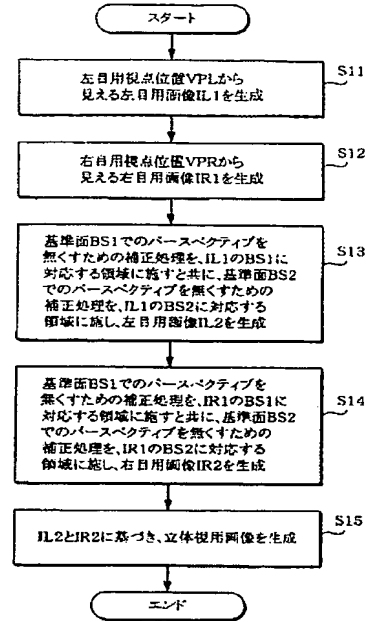 スタート
S11
左目用視点位置VPLから
見える左目用画像IL1を生成
S12
右目用視点位置VPRから
見える右目用画像IR1を生成
S13
基準面BS1でのパースペクティブを
無くすための補正処理を、IL1のBS1に
対応する領域に施すと共に、基準面BS2
でのパースペクティブを無くすための
補正処理を、IL1のBS2に対応する
領域に施し、左目用画像IL2を生成
S14
基準面BS1でのパースペクティブを
無くすための補正処理を、IR1のBS1に
対応する領域に施すと共に、基準面BS2
でのパースペクティブを無くすための
補正処理を、IR1のBS2に対応する
領域に施し、右目用画像IR2を生成
S15
IL2とIR2に基づき、立体視用画像を生成
エンド